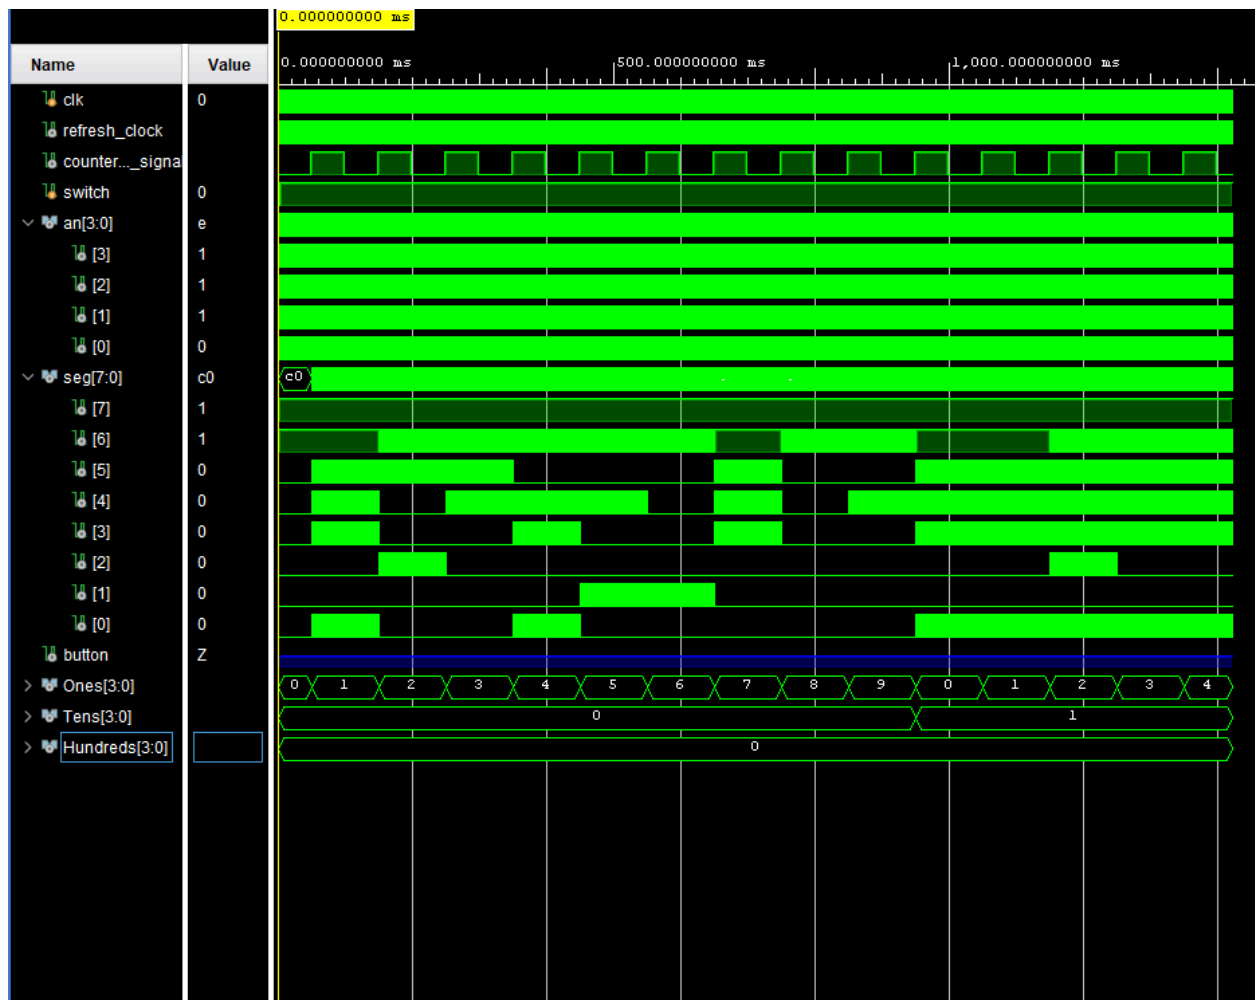 0.000000000 ms
Name Value 0.000000000 ms 500.000000000 ms 1,000.000000000 ms
clk 0
refresh_clock
counter..._signal
switch 0
an[3:0] e
[3] 1
[2] 1
[1] 1
[0] 0
seg[7:0] c0 c0
[7] 1
[6] 1
[5] 0
[4] 0
[3] 0
[2] 0
[1] 0
[0] 0
button Z
Ones[3:0] 0 1 2 3 4 5 6 7 8 9 0 1 2 3 4
Tens[3:0] 0 1
Hundreds[3:0] 0